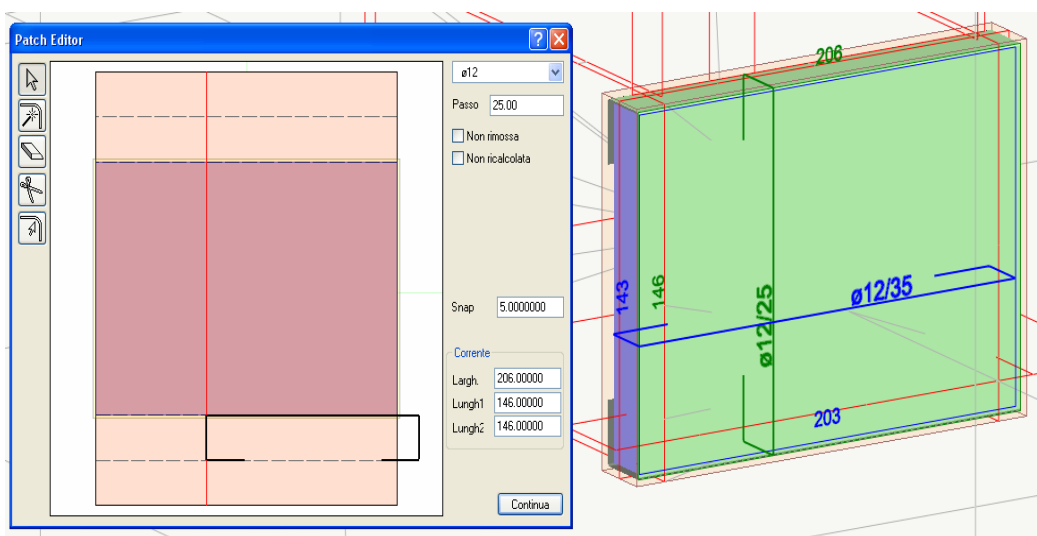 Patch Editor
ø12
Passo 25.00
Non rimossa
Non ricalcolata
Snap 5.0000000
Corrente
Largh. 206.00000
Lungh1 146.00000
Lungh2 146.00000
Continua
206
143
146
ø12/25
ø12/35
203